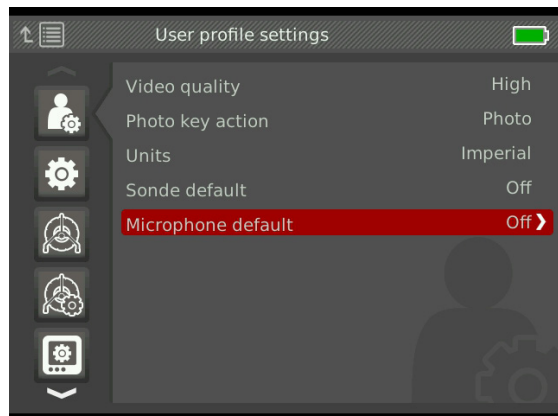 User profile settings
Video quality High
Photo key action Photo
Units Imperial
Sonde default Off
Microphone default Off